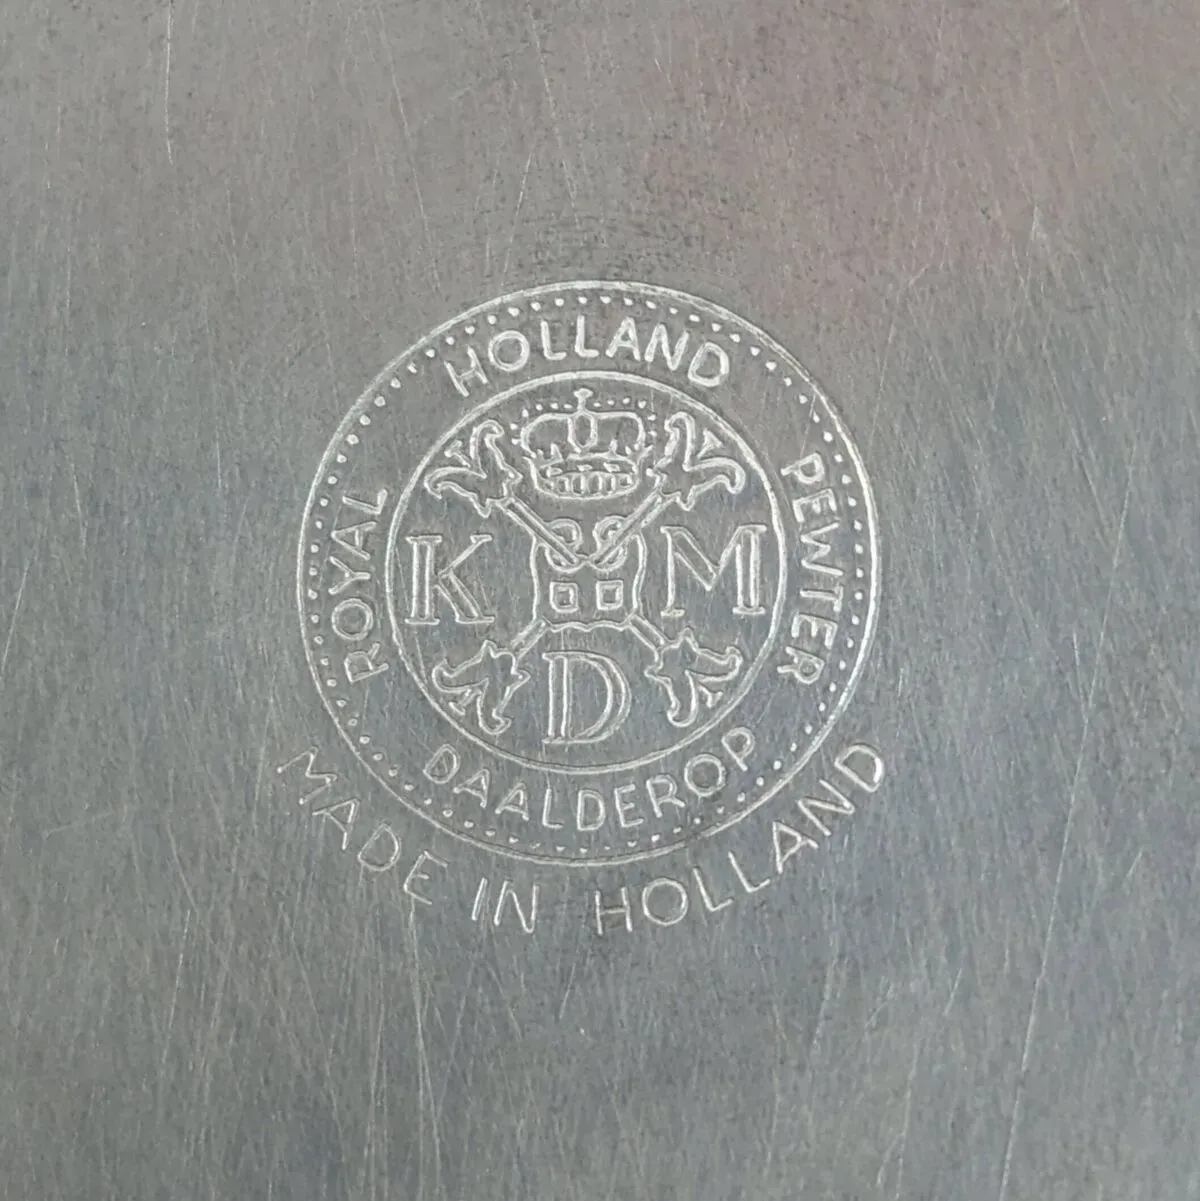 ROYAL HOLLAND PEWTER
DAALDEROP
K M
D
MADE IN HOLLAND